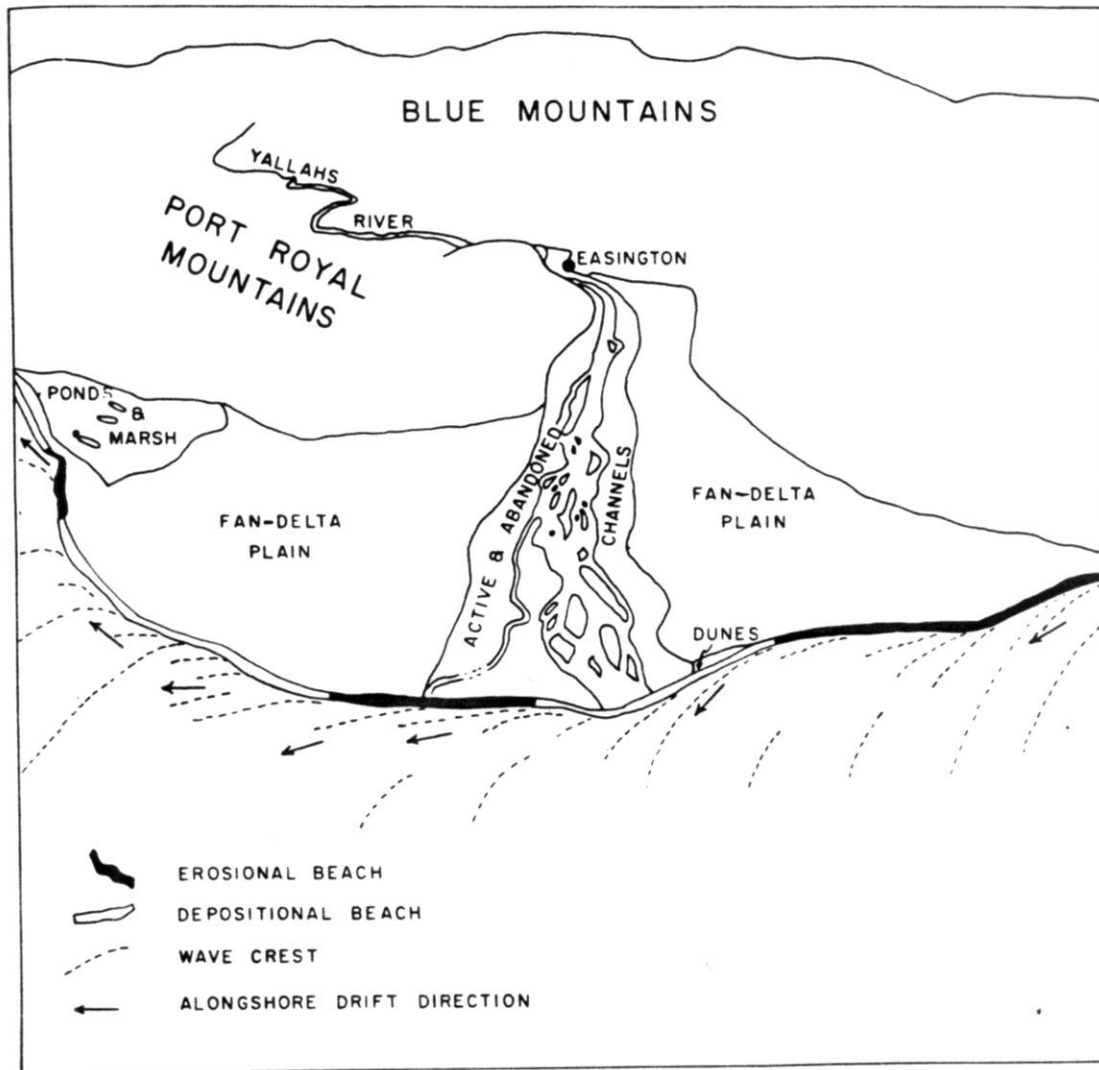 BLUE MOUNTAINS
YALLAHS
RIVER
PORT ROYAL
MOUNTAINS
EASINGTON
PONDS
&
MARSH
FAN-DELTA
PLAIN
ACTIVE & ABANDONED
CHANNELS
FAN-DELTA
PLAIN
DUNES
EROSIONAL BEACH
DEPOSITIONAL BEACH
WAVE CREST
ALONGSHORE DRIFT DIRECTION